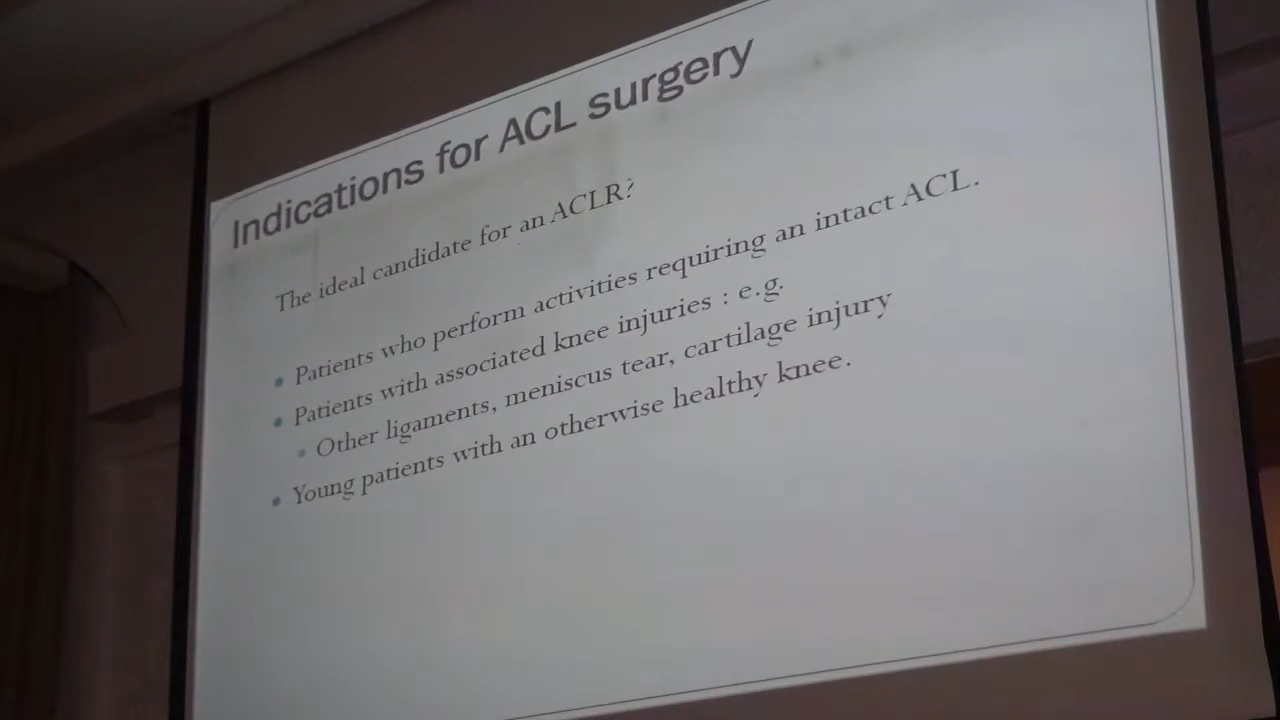 Indications for ACL surgery
The ideal candidate for an ACLR?
• Patients who perform activities requiring an intact ACL.
• Patients with associated knee injuries : e.g.
• Other ligaments, meniscus tear, cartilage injury
• Young patients with an otherwise healthy knee.